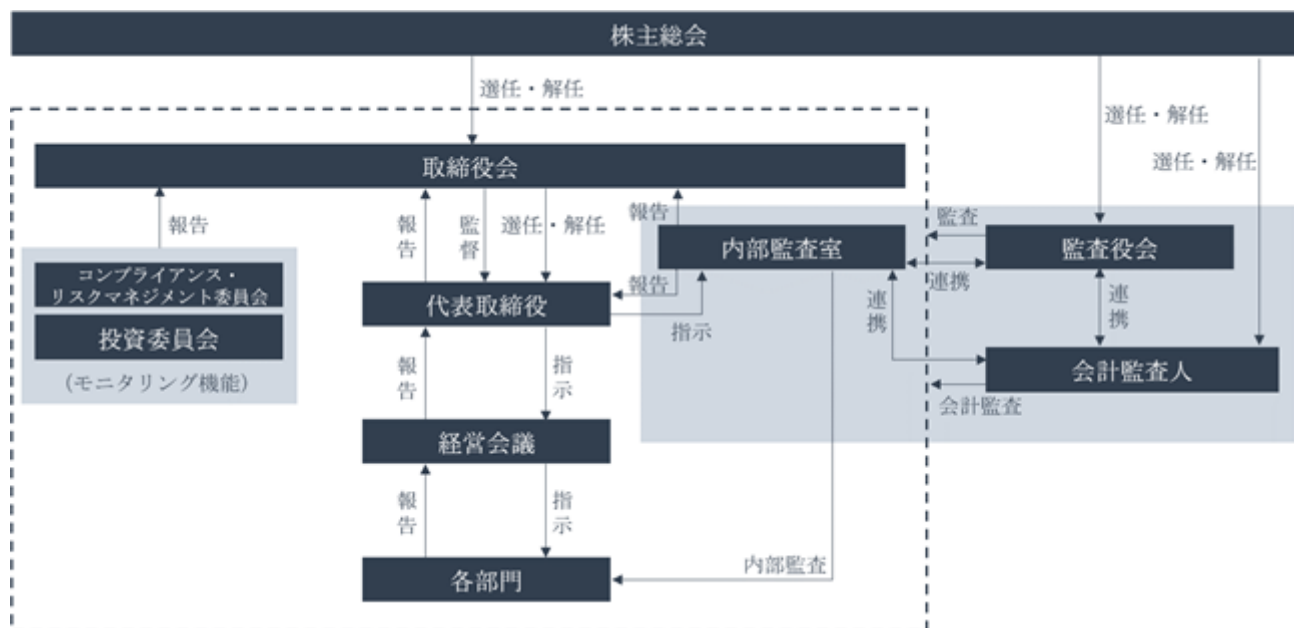 株主総会
選任・解任
選任・解任
選任・解任
取締役会
報告
報告
監督
選任・解任
報告
監査
コンプライアンス・
リスクマネジメント委員会
投資委員会
（モニタリング機能）
内部監査室
監査役会
報告
連携
代表取締役
指示
連携
連携
会計監査人
会計監査
報告
指示
経営会議
報告
指示
内部監査
各部門